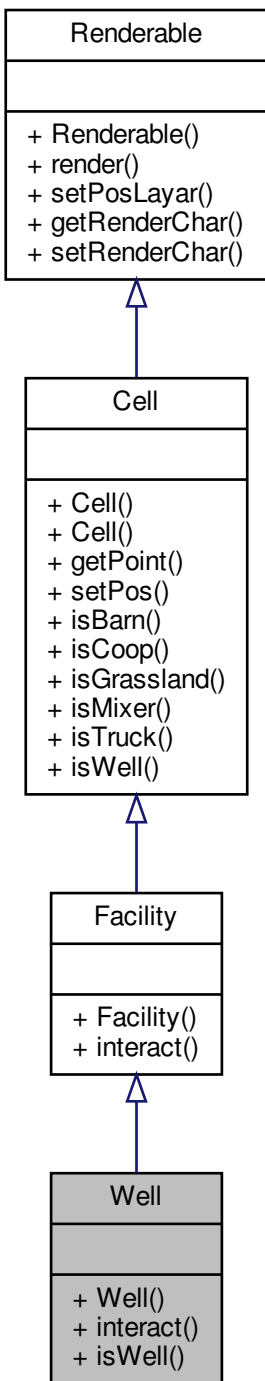 Renderable
+ Renderable()
+ render()
+ setPosLayar()
+ getRenderChar()
+ setRenderChar()
Cell
+ Cell()
+ Cell()
+ getPoint()
+ setPos()
+ isBarn()
+ isCoop()
+ isGrassland()
+ isMixer()
+ isTruck()
+ isWell()
Facility
+ Facility()
+ interact()
Well
+ Well()
+ interact()
+ isWell()